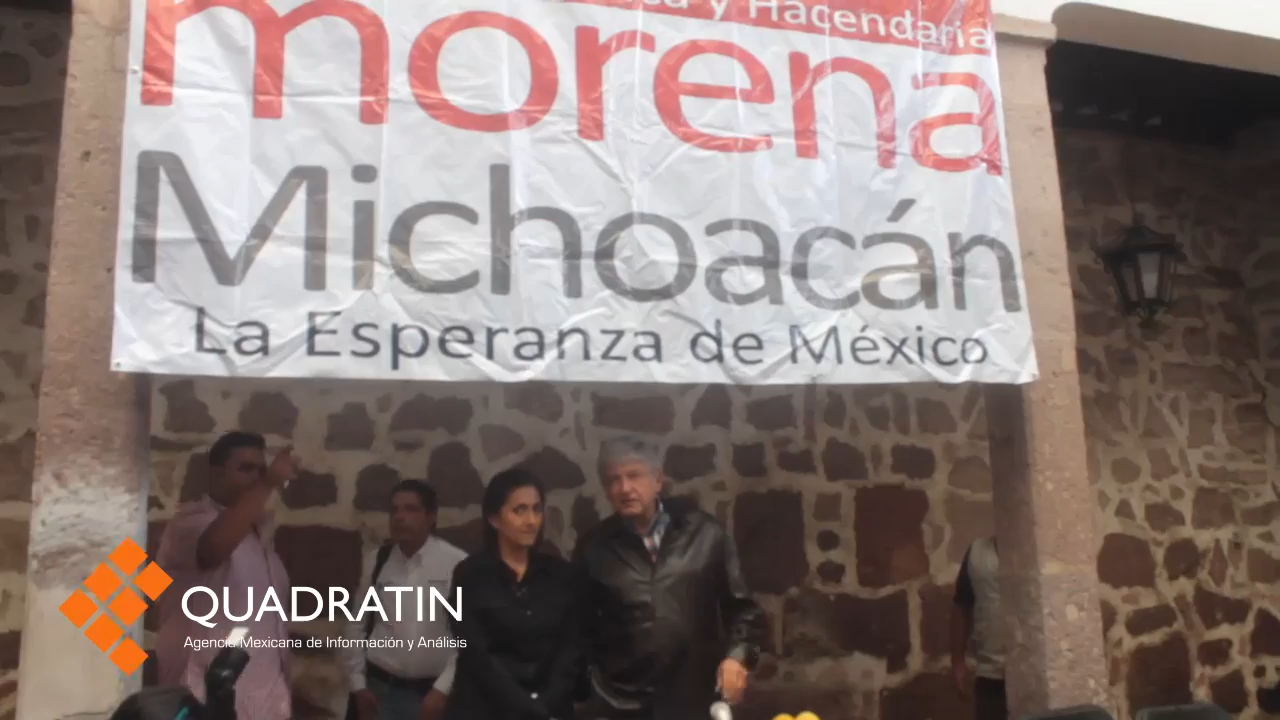 y Hacendaria
morena
Michoacán
La Esperanza de México
QUADRATIN
Agencia Mexicana de Información y Análisis